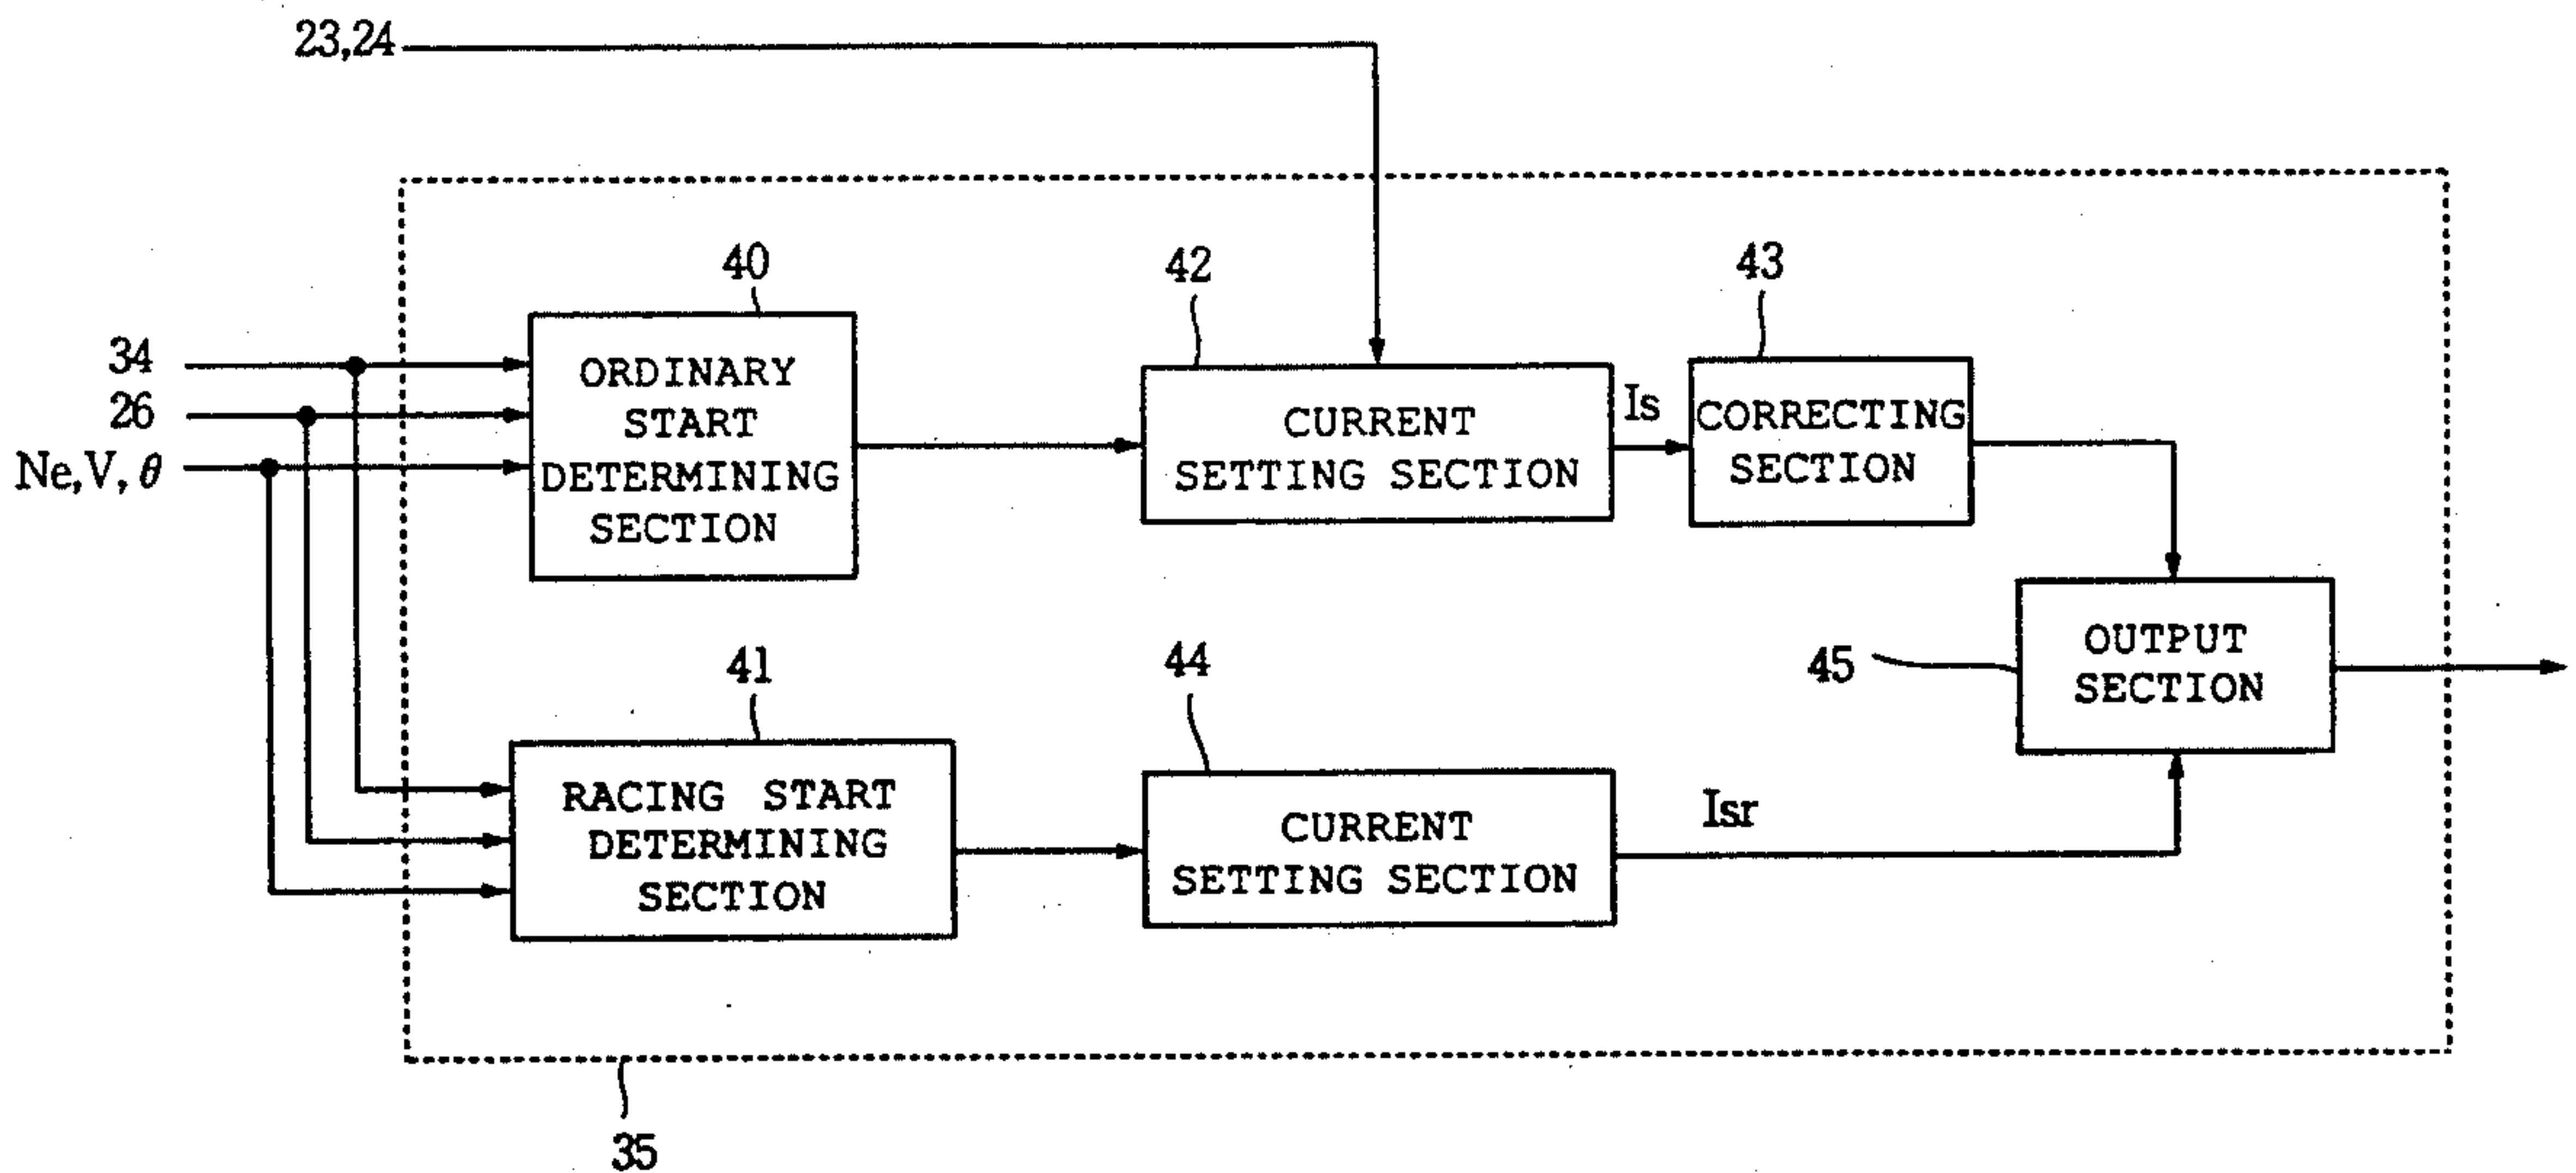 23,24
40
42
43
34
26
Ne,V,θ
ORDINARY
START
DETERMINING
SECTION
CURRENT
SETTING SECTION
Is
CORRECTING
SECTION
41
44
45
OUTPUT
SECTION
RACING START
DETERMINING
SECTION
CURRENT
SETTING SECTION
Isr
35